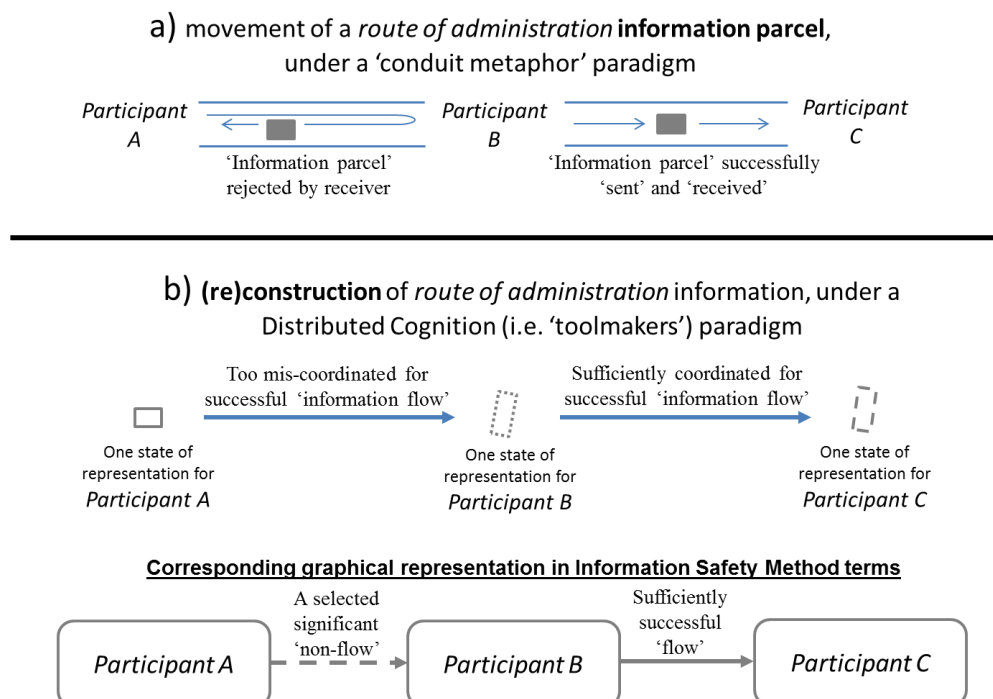 a) movement of a route of administration information parcel,
under a ‘conduit metaphor’ paradigm
Participant
A
Participant
B
Participant
C
‘Information parcel’
rejected by receiver
‘Information parcel’ successfully
‘sent’ and ‘received’
b) (re)construction of route of administration information, under a
Distributed Cognition (i.e. ‘toolmakers’) paradigm
Too mis-coordinated for
successful ‘information flow’
Sufficiently coordinated for
successful ‘information flow’
One state of
representation for
Participant A
One state of
representation for
Participant B
One state of
representation for
Participant C
Corresponding graphical representation in Information Safety Method terms
A selected
significant
‘non-flow’
Sufficiently
successful
‘flow’
Participant A
Participant B
Participant C